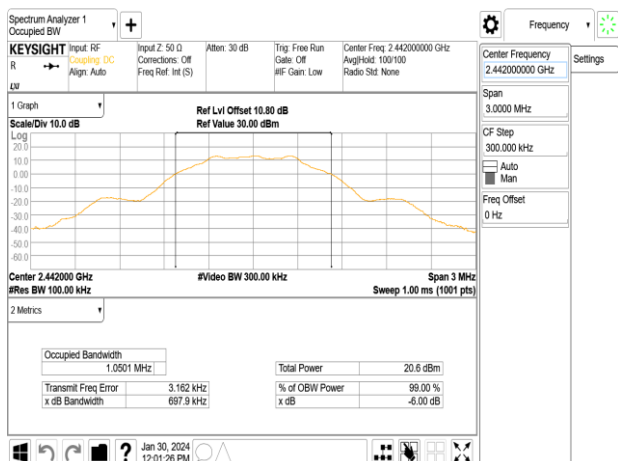 Spectrum Analyzer 1
Occupied BW
Frequency
KEYSIGHT
R
LXI
Input: RF
Coupling: DC
Align: Auto
Input Z: 50 Ω
Corrections: Off
Freq Ref: Int (S)
Atten: 30 dB
Trig: Free Run
Gate: Off
#IF Gain: Low
Center Freq: 2.442000000 GHz
Avg|Hold: 100/100
Radio Std: None
Center Frequency
2.442000000 GHz
Settings
Span
3.0000 MHz
CF Step
300.000 kHz
Auto
Man
Freq Offset
0 Hz
1 Graph
Scale/Div 10.0 dB
Ref Lvl Offset 10.80 dB
Ref Value 30.00 dBm
Log
20.0
10.0
0.00
-10.0
-20.0
-30.0
-40.0
-50.0
-60.0
Center 2.442000 GHz
#Res BW 100.00 kHz
#Video BW 300.00 kHz
Span 3 MHz
Sweep 1.00 ms (1001 pts)
2 Metrics
Occupied Bandwidth
1.0501 MHz
Transmit Freq Error 3.162 kHz
x dB Bandwidth 697.9 kHz
Total Power 20.6 dBm
% of OBW Power 99.00 %
x dB -6.00 dB
?
Jan 30, 2024
12:01:26 PM